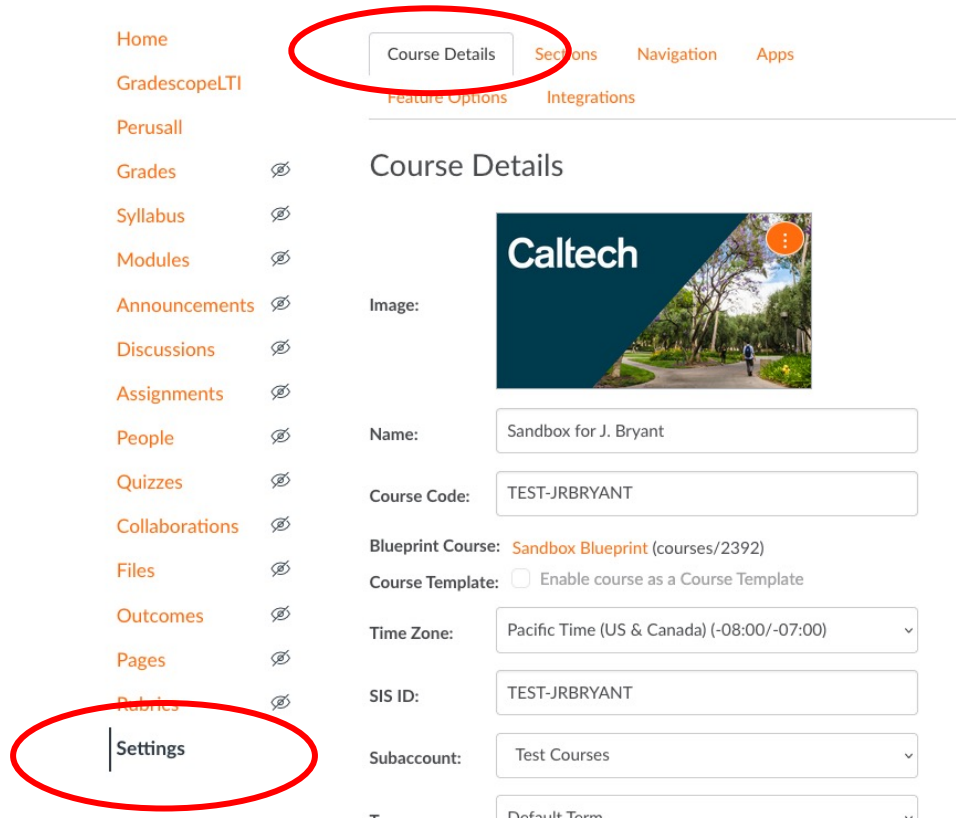 Home
GradescopeLTI
Perusall
Grades
Syllabus
Modules
Announcements
Discussions
Assignments
People
Quizzes
Collaborations
Files
Outcomes
Pages
Rubrics
Settings
Course Details Sections Navigation Apps
Feature Options Integrations
Course Details
Image:
Caltech
Name: Sandbox for J. Bryant
Course Code: TEST-JRBRYANT
Blueprint Course: Sandbox Blueprint (courses/2392)
Course Template: Enable course as a Course Template
Time Zone: Pacific Time (US & Canada) (-08:00/-07:00)
SIS ID: TEST-JRBRYANT
Subaccount: Test Courses
Default Term